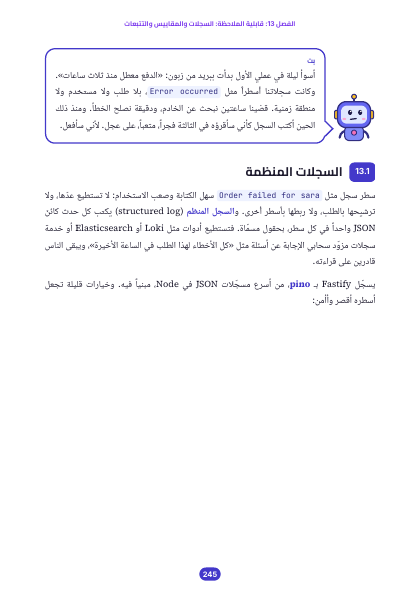 الفصل 13: قابلية الملاحظة: السجلات والمقاييس والتتبعات
بت
أسوأ ليلة في عملي الأول بدأت ببريد من زبون: «الدفع معطل منذ ثلاث ساعات».
وكانت سجلاتنا أسطراً مثل Error occurred، بلا طلب ولا مستخدم ولا
منطقة زمنية. قضينا ساعتين نبحث عن الخادم، ودقيقة نصلح الخطأ. ومنذ ذلك
الحين أكتب السجل كأني سأقرؤه في الثالثة فجراً، متعباً، على عجل. لأني سأفعل.
13.1 السجلات المنظمة
سطر سجل مثل Order failed for sara سهل الكتابة وصعب الاستخدام: لا تستطيع عدّها، ولا
ترشيحها بالطلب، ولا ربطها بأسطر أخرى. والسجل المنظم (structured log) يكتب كل حدث كائن
JSON واحداً في كل سطر، بحقول مسمّاة. فتستطيع أدوات مثل Loki أو Elasticsearch أو خدمة
سجلات مزوّد سحابي الإجابة عن أسئلة مثل «كل الأخطاء لهذا الطلب في الساعة الأخيرة»، ويبقى الناس
قادرين على قراءته.
يسجّل Fastify بـ pino، من أسرع مسجّلات JSON في Node، مبنياً فيه. وخيارات قليلة تجعل
أسطره أقصر وأأمن:
245